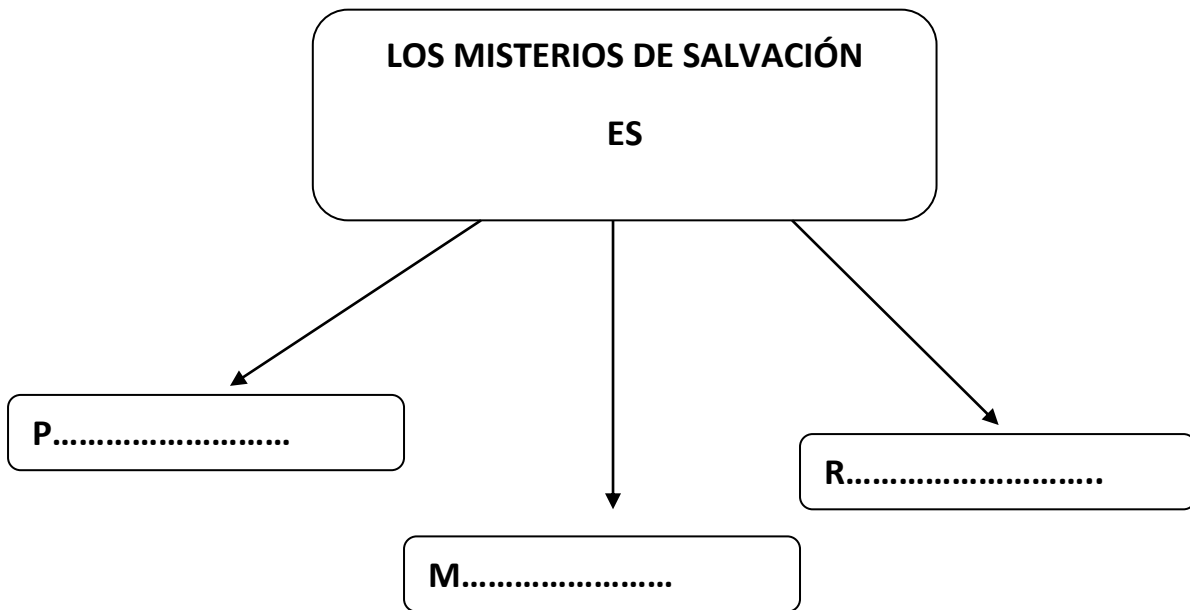 LOS MISTERIOS DE SALVACIÓN
ES
P………………………
R………………………..
M……………………